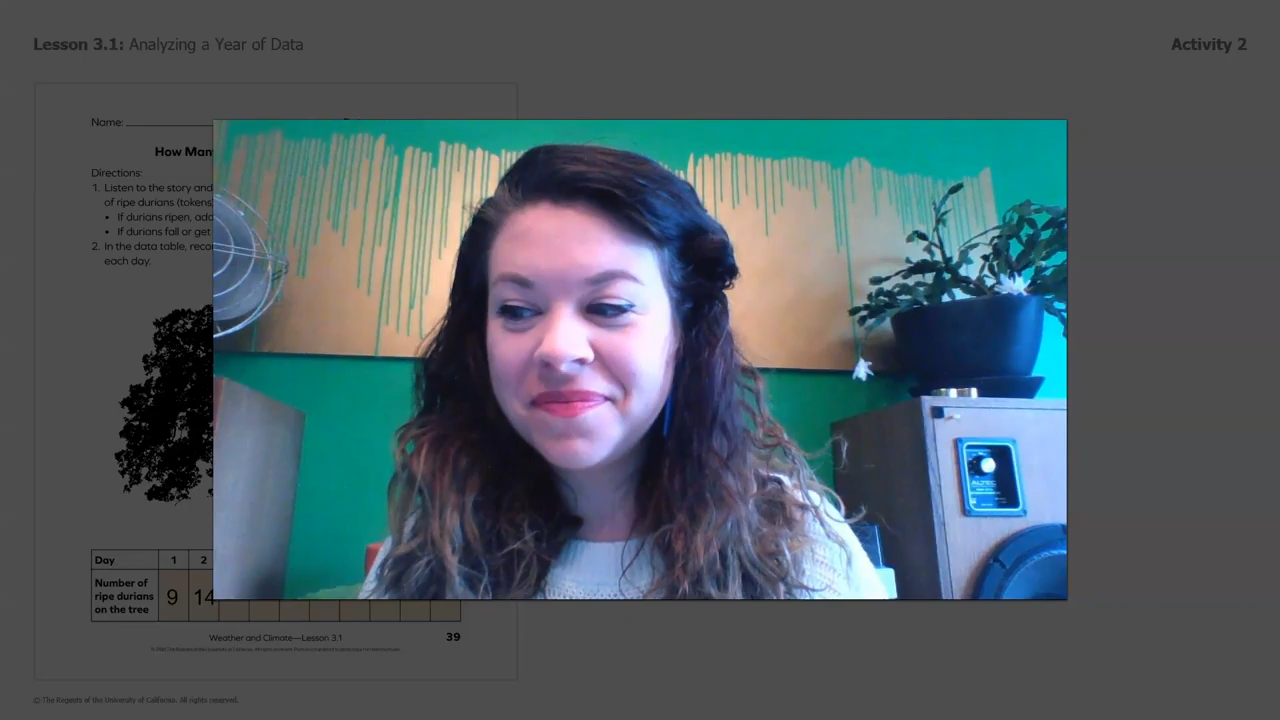 Lesson 3.1: Analyzing a Year of Data
Activity 2
Name:
How Man
Directions:
1. Listen to the story and
of ripe durians (tokens
• If durians ripen, add
• If durians fall or get
2. In the data table, reco
each day.
ALTEC
Day 1 2
Number of ripe durians on the tree 9 14
Weather and Climate—Lesson 3.1
39
© The Regents of the University of California. All rights reserved.